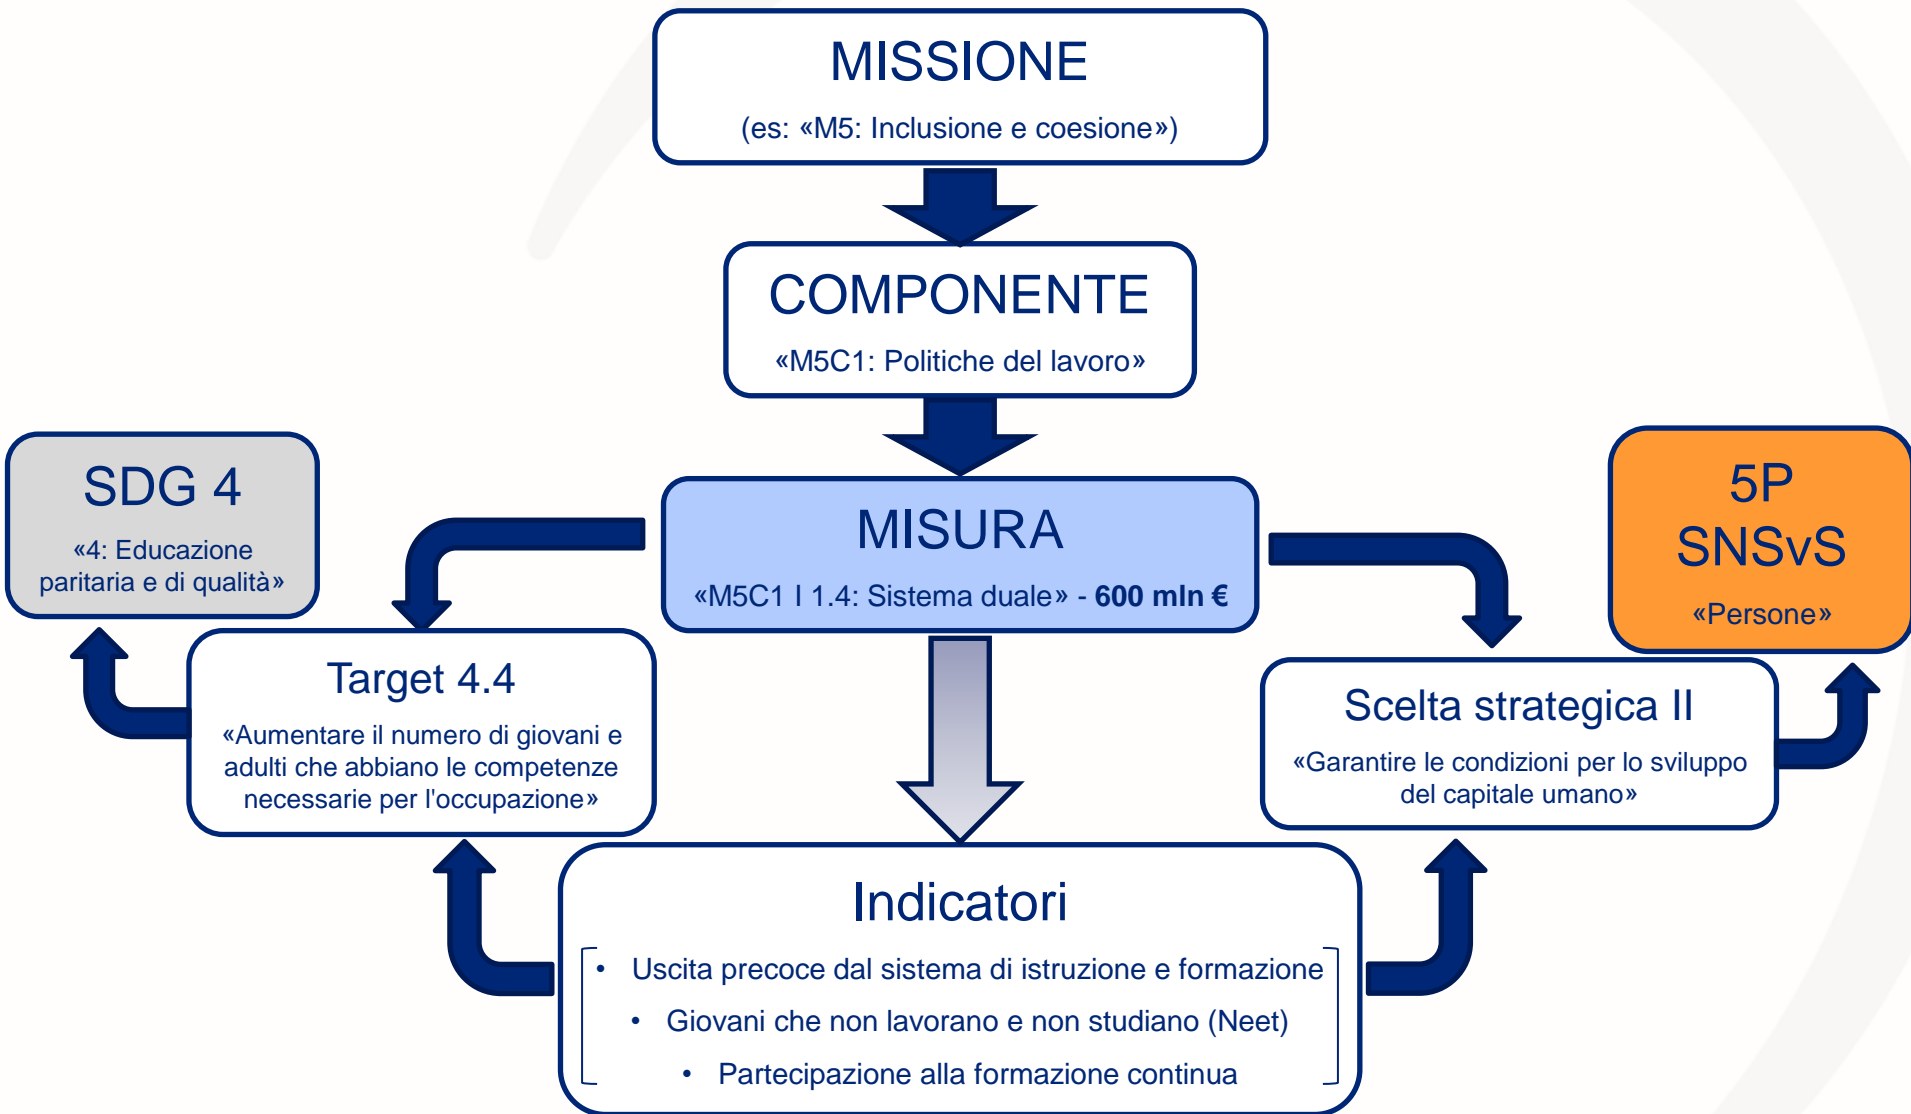 MISSIONE
(es: «M5: Inclusione e coesione»)
COMPONENTE
«M5C1: Politiche del lavoro»
SDG 4
«4: Educazione
paritaria e di qualità»
MISURA
«M5C1 I 1.4: Sistema duale» - 600 mln €
5P
SNSvS
«Persone»
Target 4.4
«Aumentare il numero di giovani e
adulti che abbiano le competenze
necessarie per l'occupazione»
Scelta strategica II
«Garantire le condizioni per lo sviluppo
del capitale umano»
Indicatori
• Uscita precoce dal sistema di istruzione e formazione
• Giovani che non lavorano e non studiano (Neet)
• Partecipazione alla formazione continua